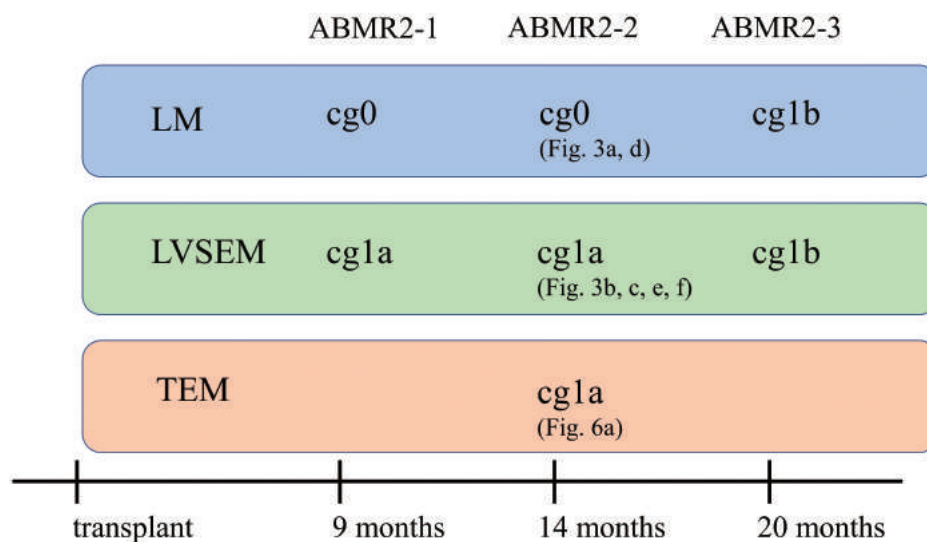 ABMR2-1 ABMR2-2 ABMR2-3
LM cg0 cg0 cg1b
(Fig. 3a, d)
LVSEM cg1a cg1a cg1b
(Fig. 3b, c, e, f)
TEM cg1a
(Fig. 6a)
transplant 9 months 14 months 20 months